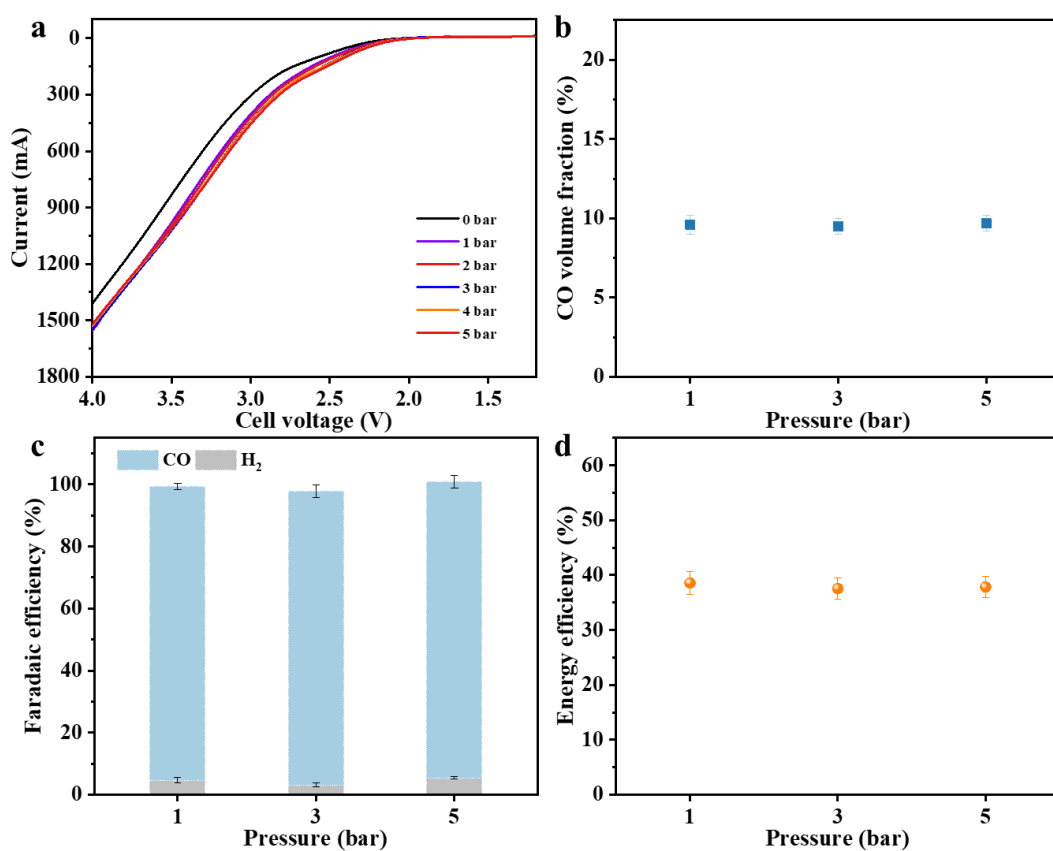 a
0
300
600
900
1200
1500
1800
Current (mA)
0 bar
1 bar
2 bar
3 bar
4 bar
5 bar
4.0 3.5 3.0 2.5 2.0 1.5
Cell voltage (V)
b
20
15
10
5
0
CO volume fraction (%)
1 3 5
Pressure (bar)
c
CO H₂
100
80
60
40
20
0
Faradaic efficiency (%)
1 3 5
Pressure (bar)
d
60
50
40
30
20
10
0
Energy efficiency (%)
1 3 5
Pressure (bar)